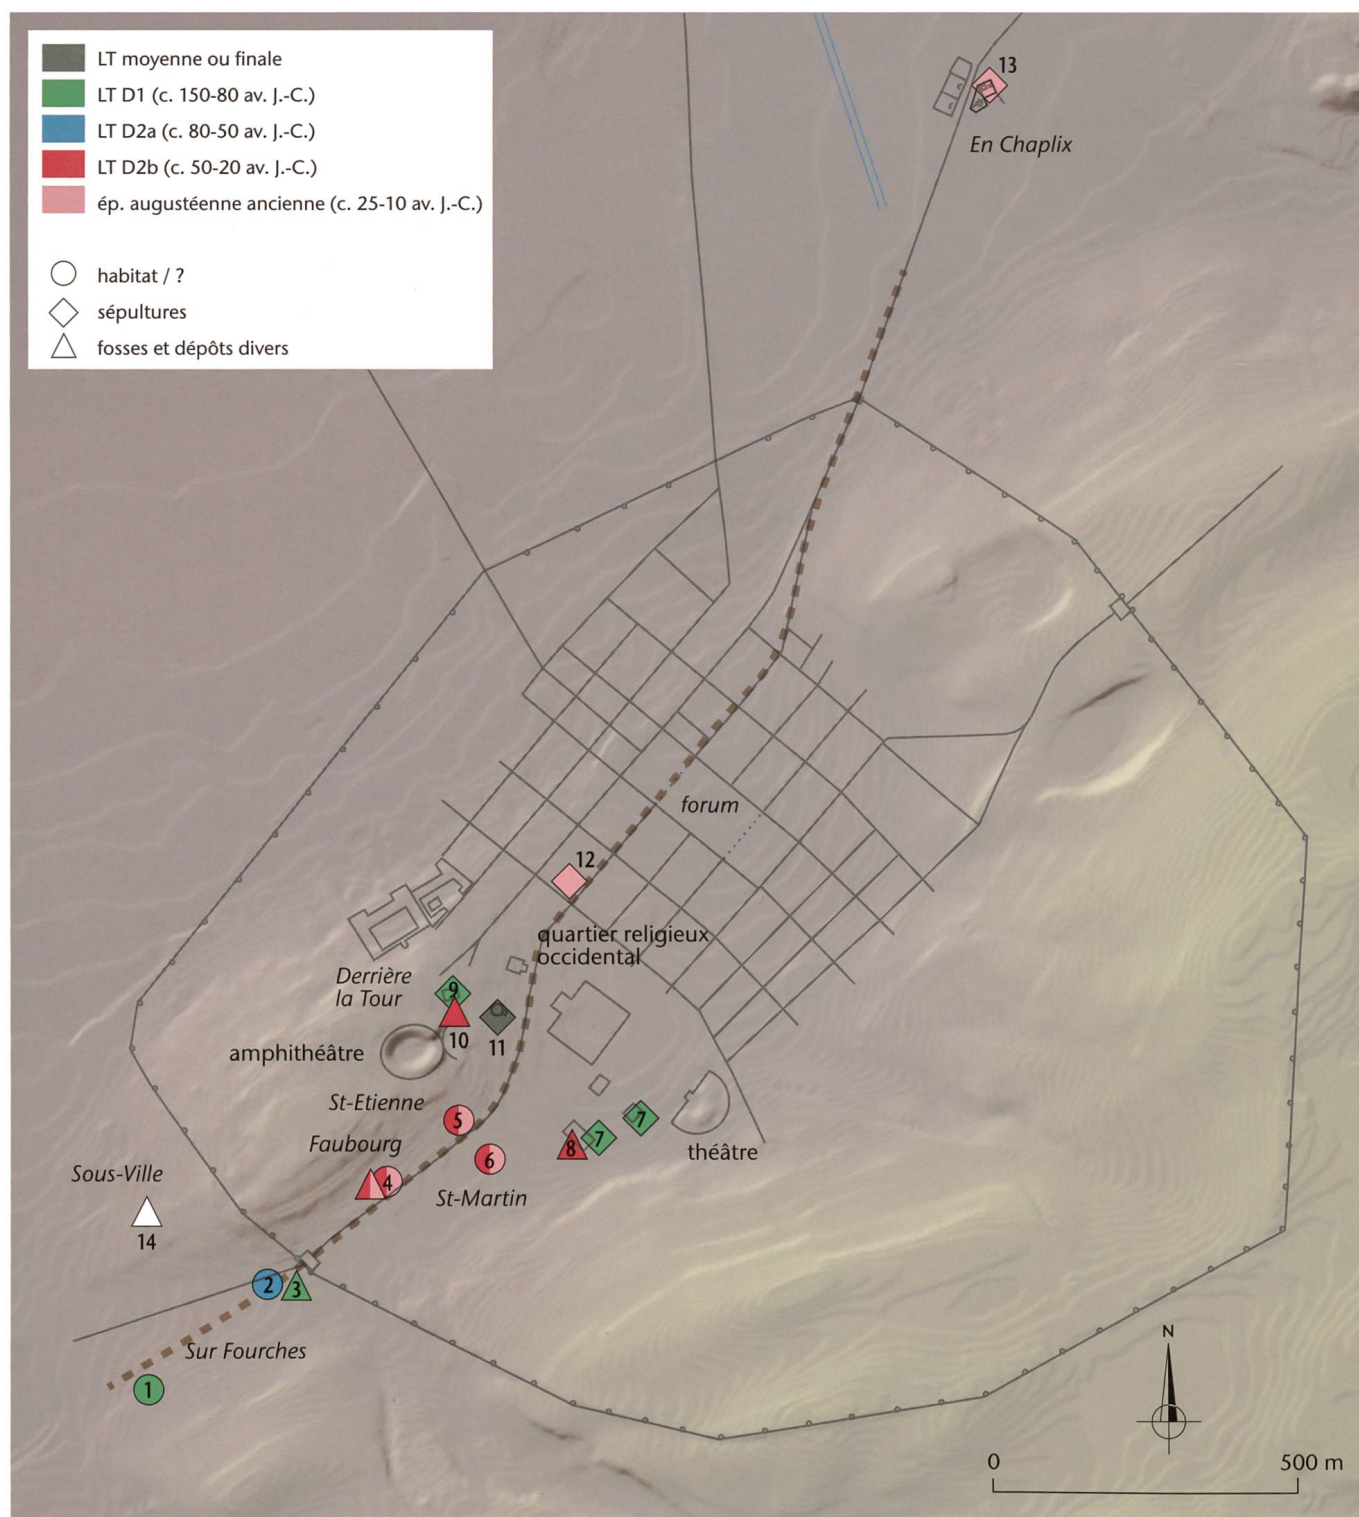 LT moyenne ou finale
LT D1 (c. 150-80 av. J.-C.)
LT D2a (c. 80-50 av. J.-C.)
LT D2b (c. 50-20 av. J.-C.)
ép. augustéenne ancienne (c. 25-10 av. J.-C.)
habitat / ?
sépultures
fosses et dépôts divers
13
En Chaplix
forum
12
quartier religieux
occidental
Derrière
la Tour
9
10
11
amphithéâtre
St-Etienne
5
7
Faubourg
6
8
7
théâtre
Sous-Ville
4
St-Martin
14
2
3
Sur Fourches
1
N
0
500 m